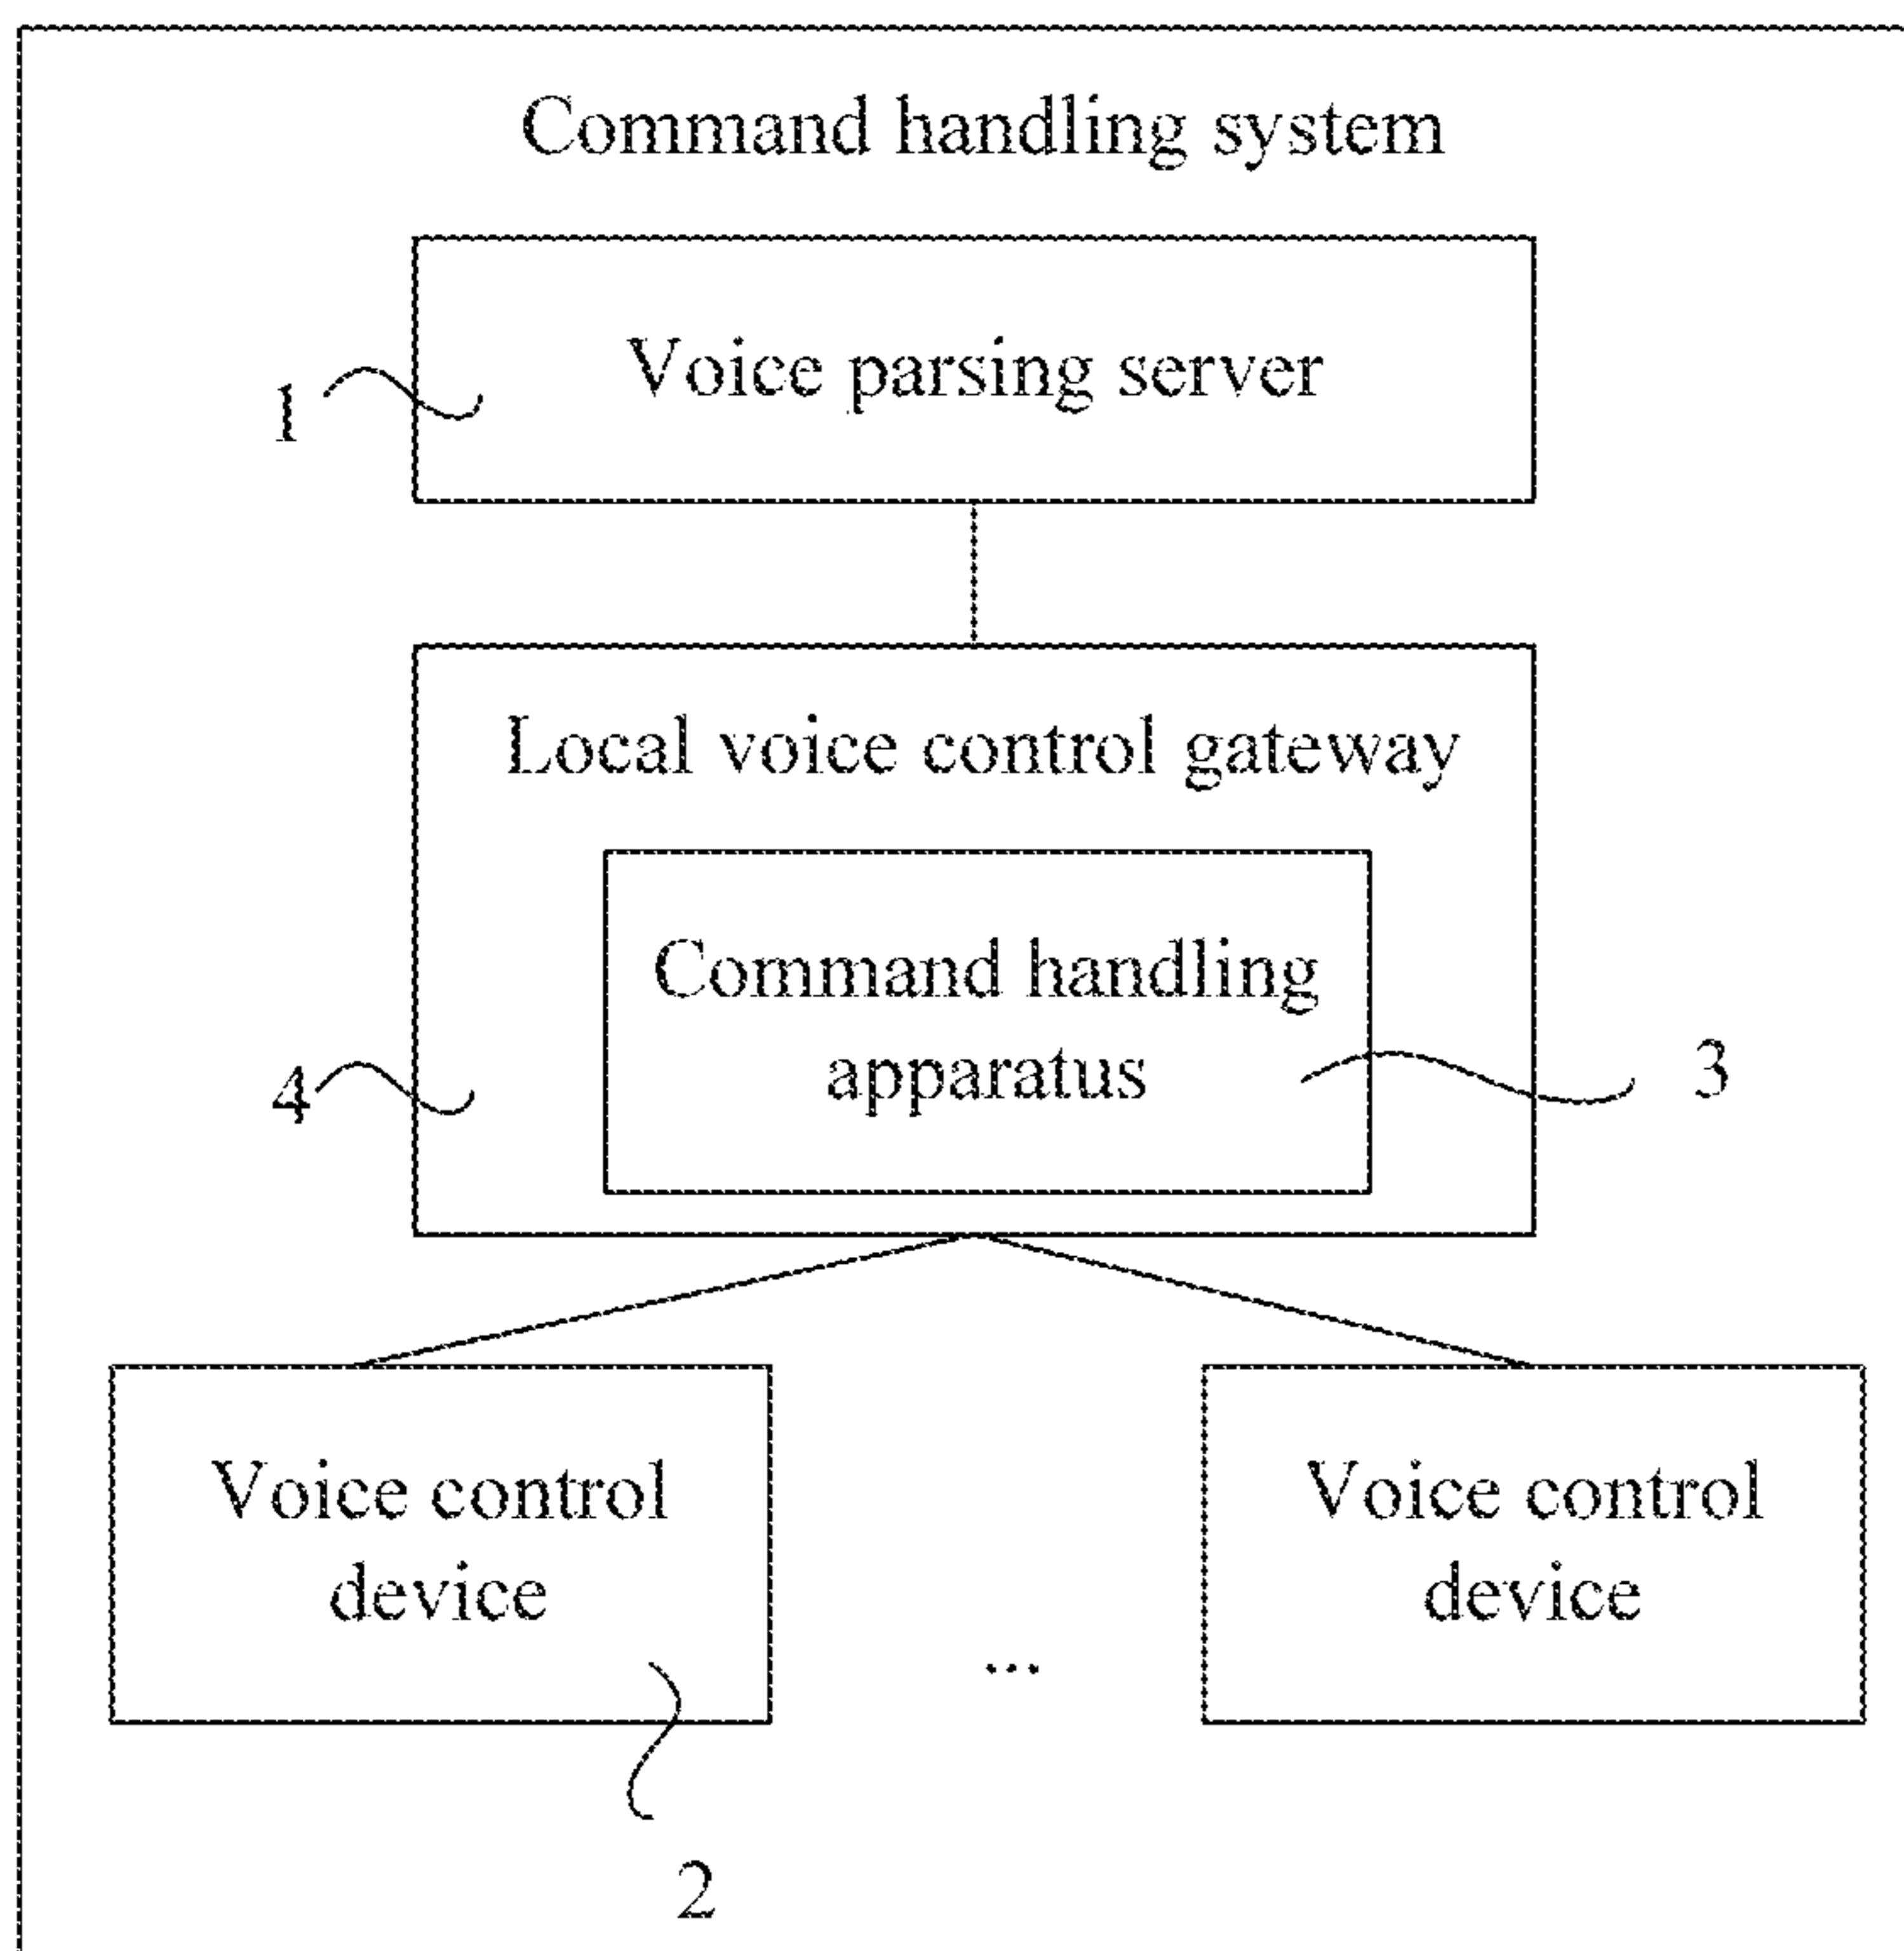 Command handling system
Voice parsing server
1
Local voice control gateway
Command handling
apparatus
4
3
Voice control
device
Voice control
device
...
2